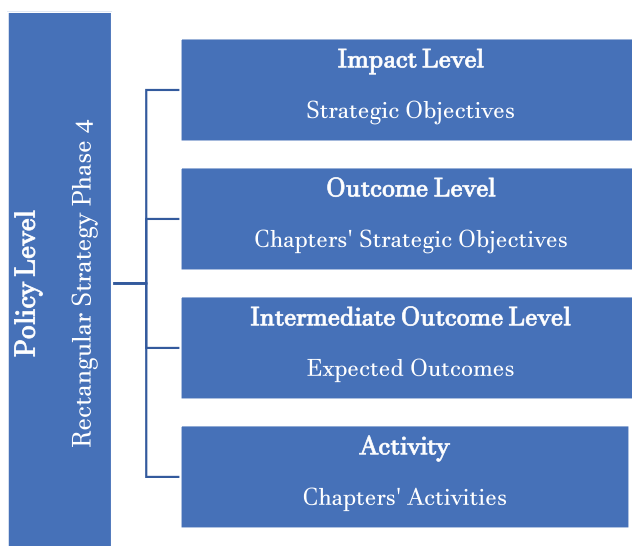 Policy Level
Rectangular Strategy Phase 4
Impact Level
Strategic Objectives
Outcome Level
Chapters' Strategic Objectives
Intermediate Outcome Level
Expected Outcomes
Activity
Chapters' Activities